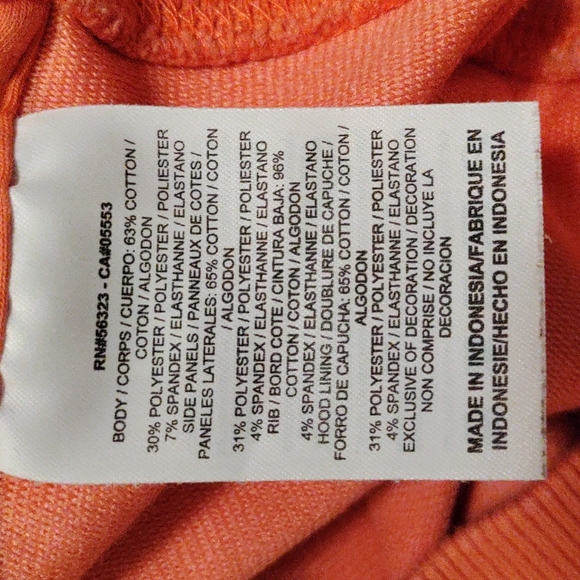 RN#56323 - CA#05553
BODY / CORPS / CUERPO: 63% COTTON /
COTON / ALGODON
30% POLYESTER / POLYESTER / POLIESTER
7% SPANDEX / ELASTHANNE / ELASTANO
SIDE PANELS / PANNEAUX DE COTES /
PANELES LATERALES: 65% COTTON / COTON
/ ALGODON
31% POLYESTER / POLYESTER / POLIESTER
4% SPANDEX / ELASTHANNE / ELASTANO
RIB / BORD COTE / CINTURA BAJA: 96%
COTTON / COTON / ALGODON
4% SPANDEX / ELASTHANNE / ELASTANO
HOOD LINING / DOUBLURE DE CAPUCHE /
FORRO DE CAPUCHA: 65% COTTON / COTON /
ALGODON
31% POLYESTER / POLYESTER / POLIESTER
4% SPANDEX / ELASTHANNE / ELASTANO
EXCLUSIVE OF DECORATION / DECORATION
NON COMPRISE / NO INCLUYE LA
DECORACION
MADE IN INDONESIA/FABRIQUE EN
INDONESIE/HECHO EN INDONESIA